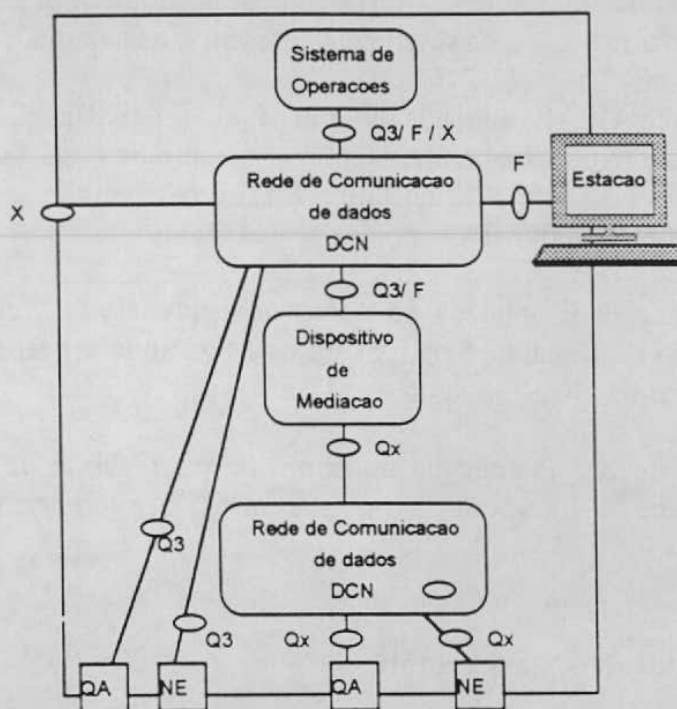 Sistema de
Operacoes
Q3/ F / X
Rede de Comunicacao
de dados
DCN
F
Estacao
X
Q3/ F
Dispositivo
de
Mediacao
Qx
Rede de Comunicacao
de dados
DCN
Q3
Q3
Qx
Qx
QA
NE
QA
NE